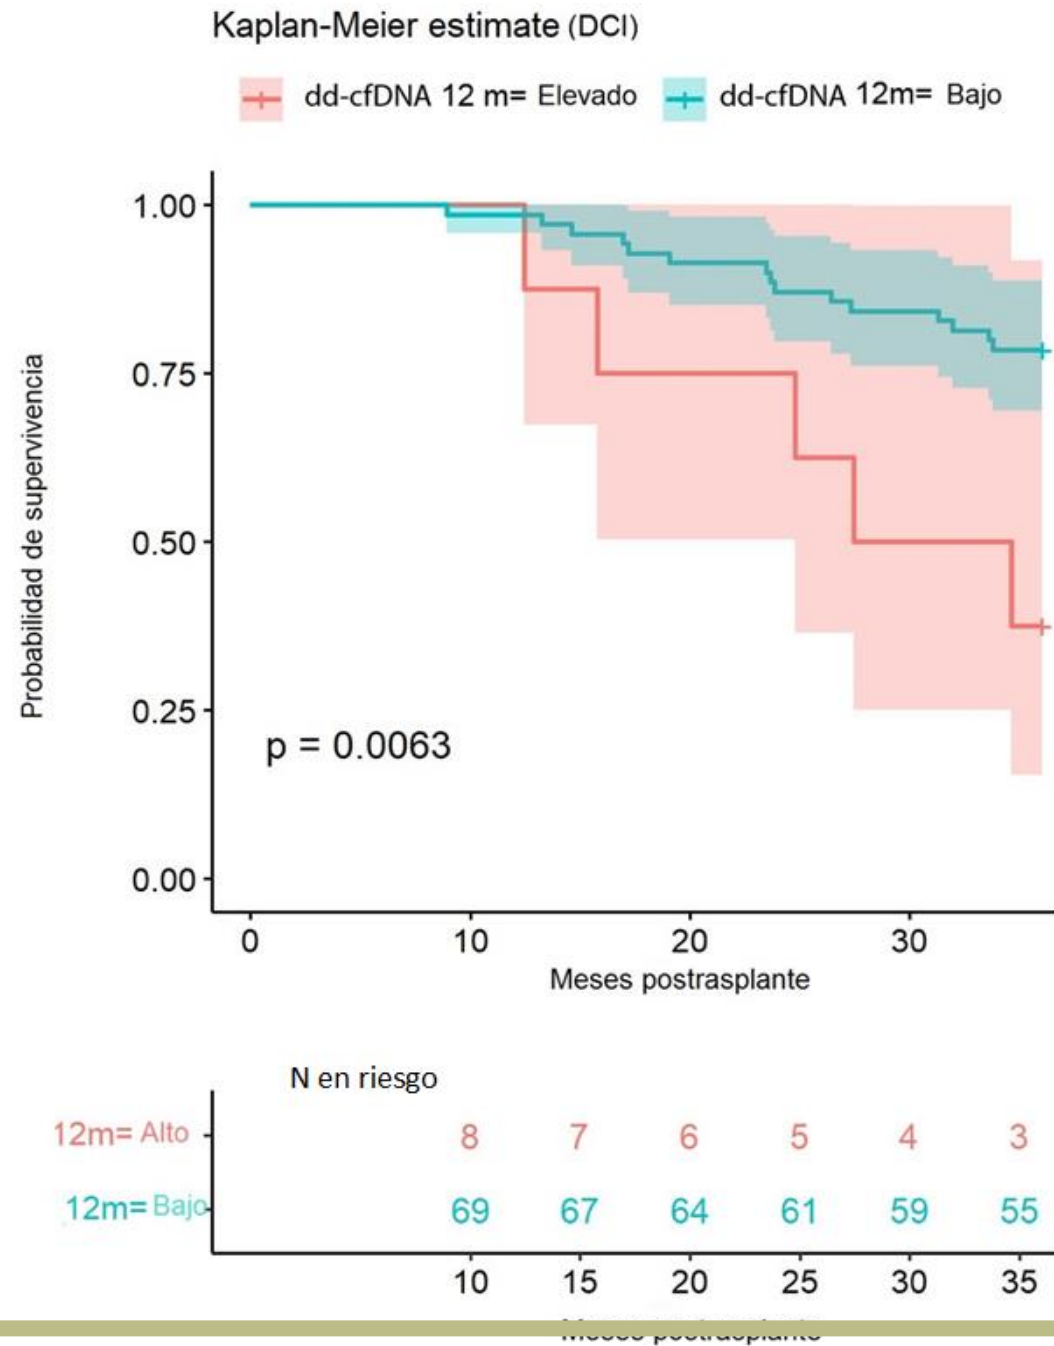 Kaplan-Meier estimate (DCI)
dd-cfDNA 12 m= Elevado dd-cfDNA 12m= Bajo
Probabilidad de supervivencia
1.00
0.75
0.50
0.25
0.00
p = 0.0063
0 10 20 30
Meses postrasplante
N en riesgo
12m= Alto 8 7 6 5 4 3
12m= Bajo 69 67 64 61 59 55
10 15 20 25 30 35
Meses postrasplante